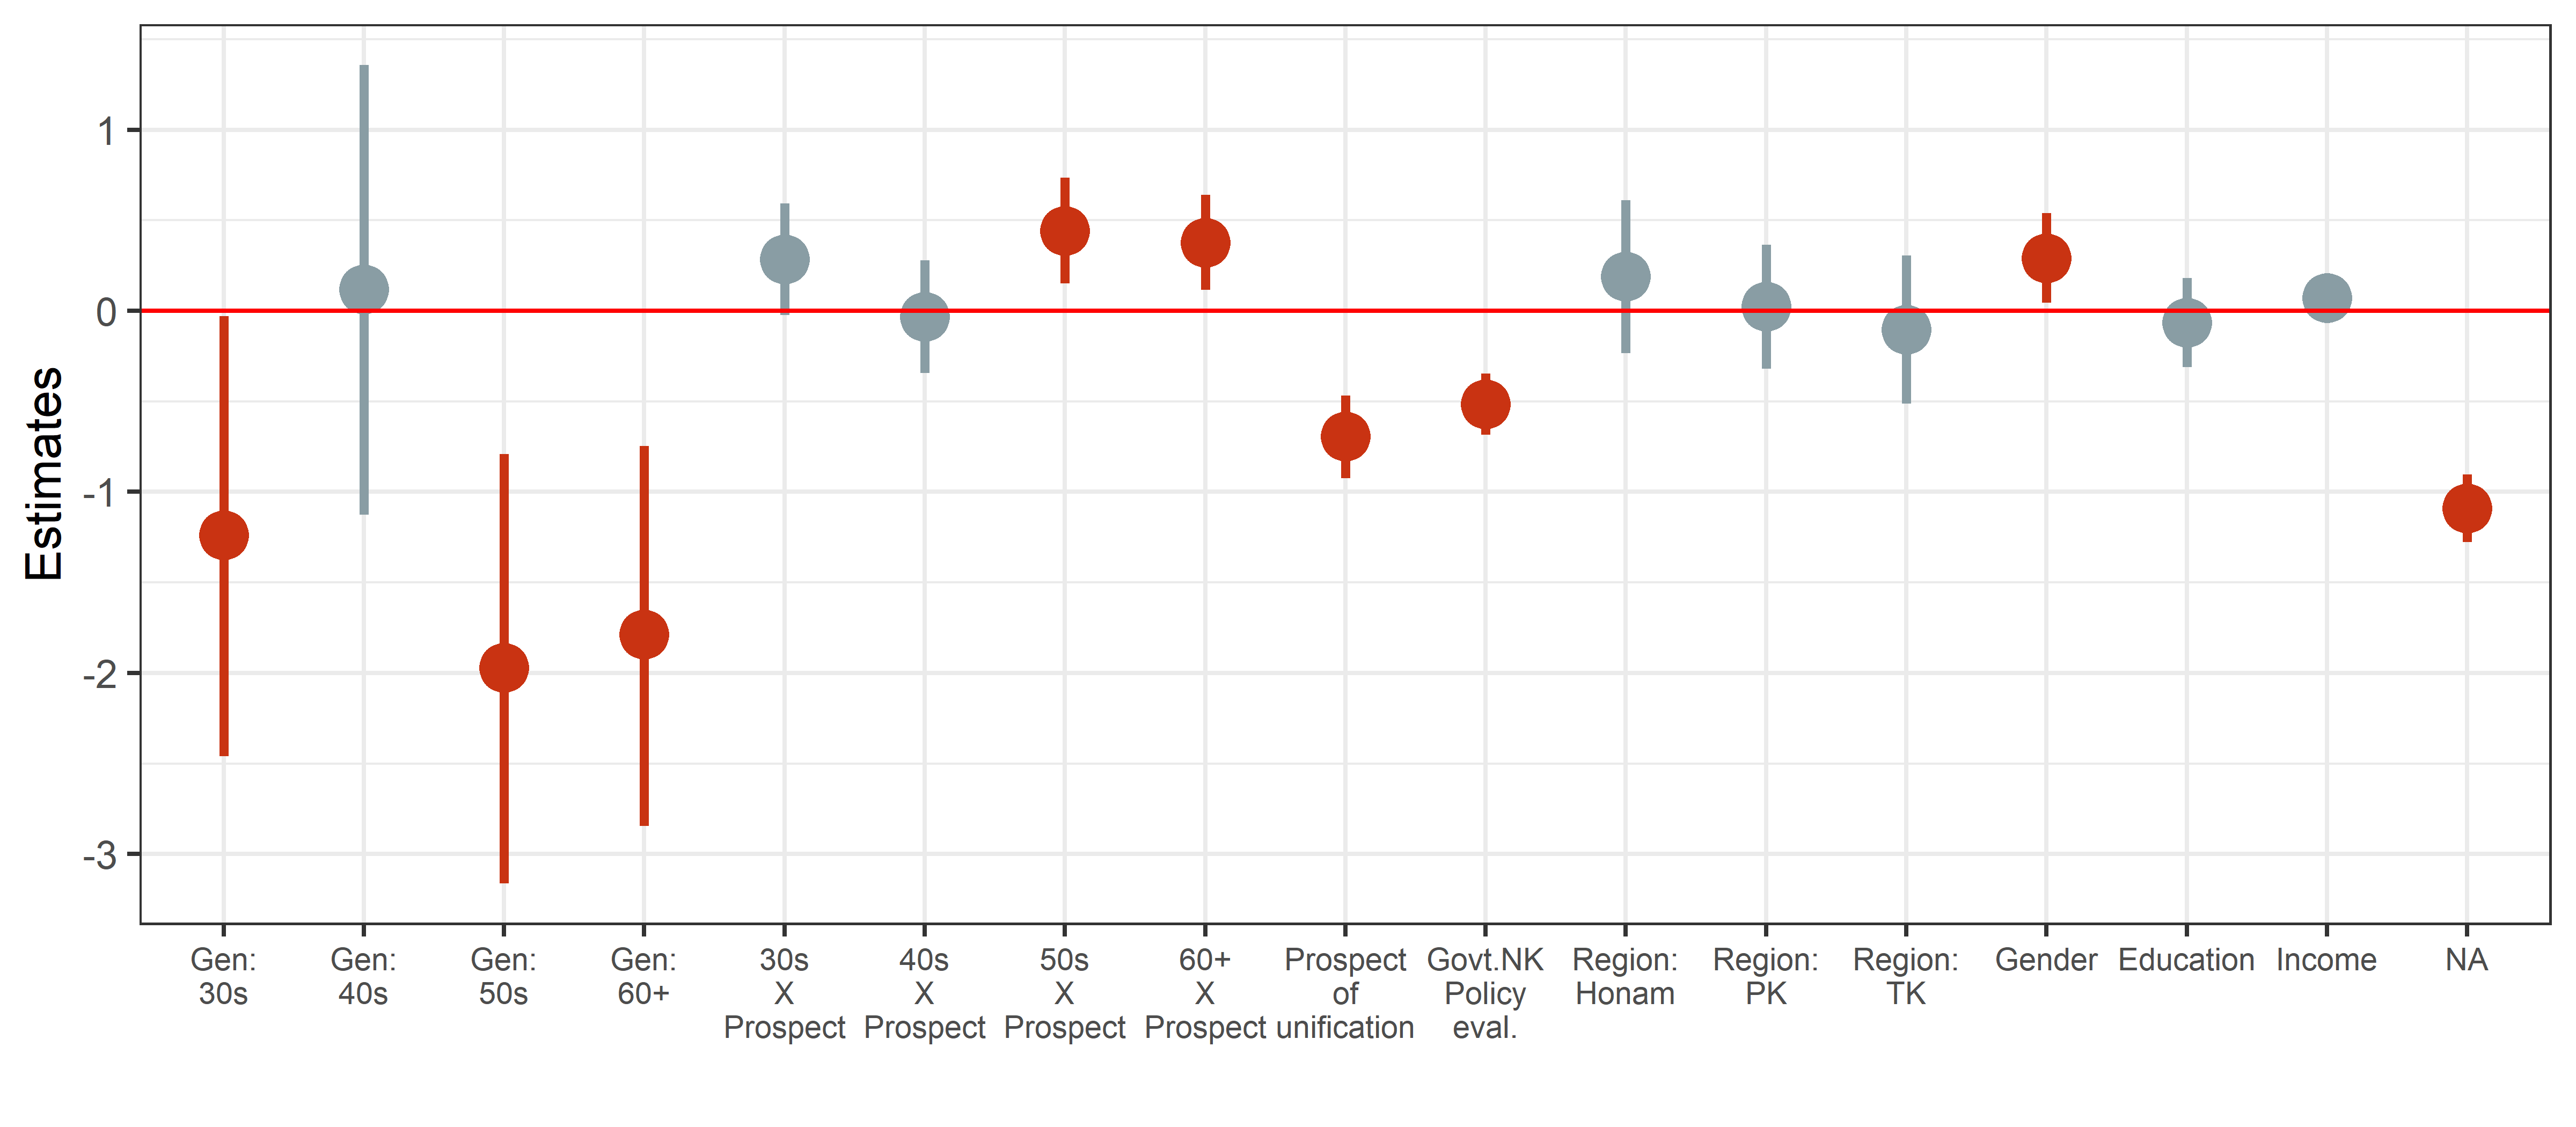 Estimates
1
0
-1
-2
-3
Gen:
30s
Gen:
40s
Gen:
50s
Gen:
60+
30s
X
Prospect
40s
X
Prospect
50s
X
Prospect
60+
X
Prospect
Prospect
of
unification
Govt.NK
Policy
eval.
Region:
Honam
Region:
PK
Region:
TK
Gender
Education
Income
NA